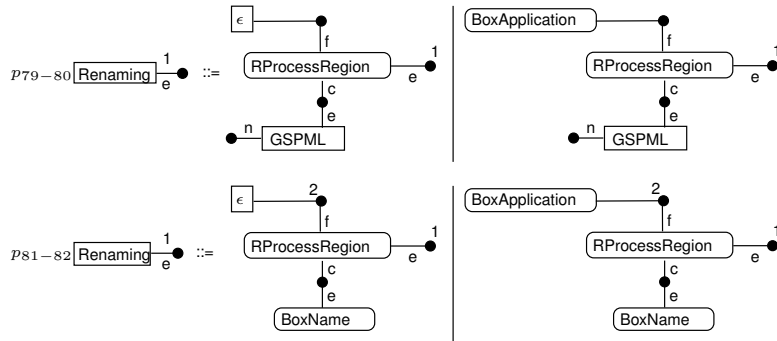 ϵ BoxApplication
f f
p79−80 Renaming 1 e ::= RProcessRegion e 1 RProcessRegion e 1
c c
e e
n GSPML n GSPML
ϵ 2 BoxApplication 2
f f
p81−82 Renaming 1 e ::= RProcessRegion e 1 RProcessRegion e 1
c c
e e
BoxName BoxName